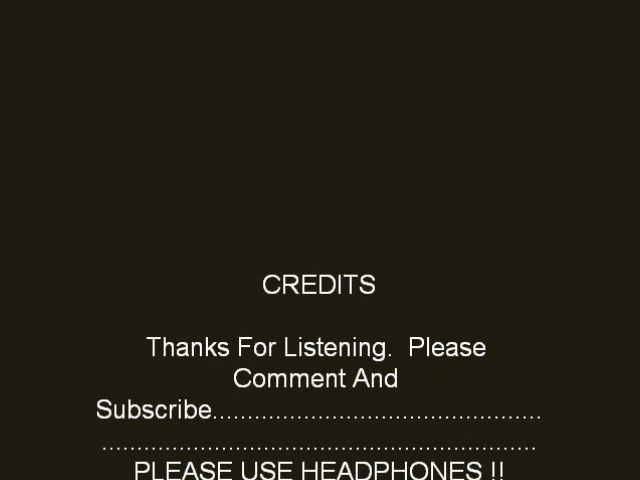 CREDITS
Thanks For Listening.  Please
Comment And
Subscribe...............................................
..............................................................
PLEASE USE HEADPHONES !!